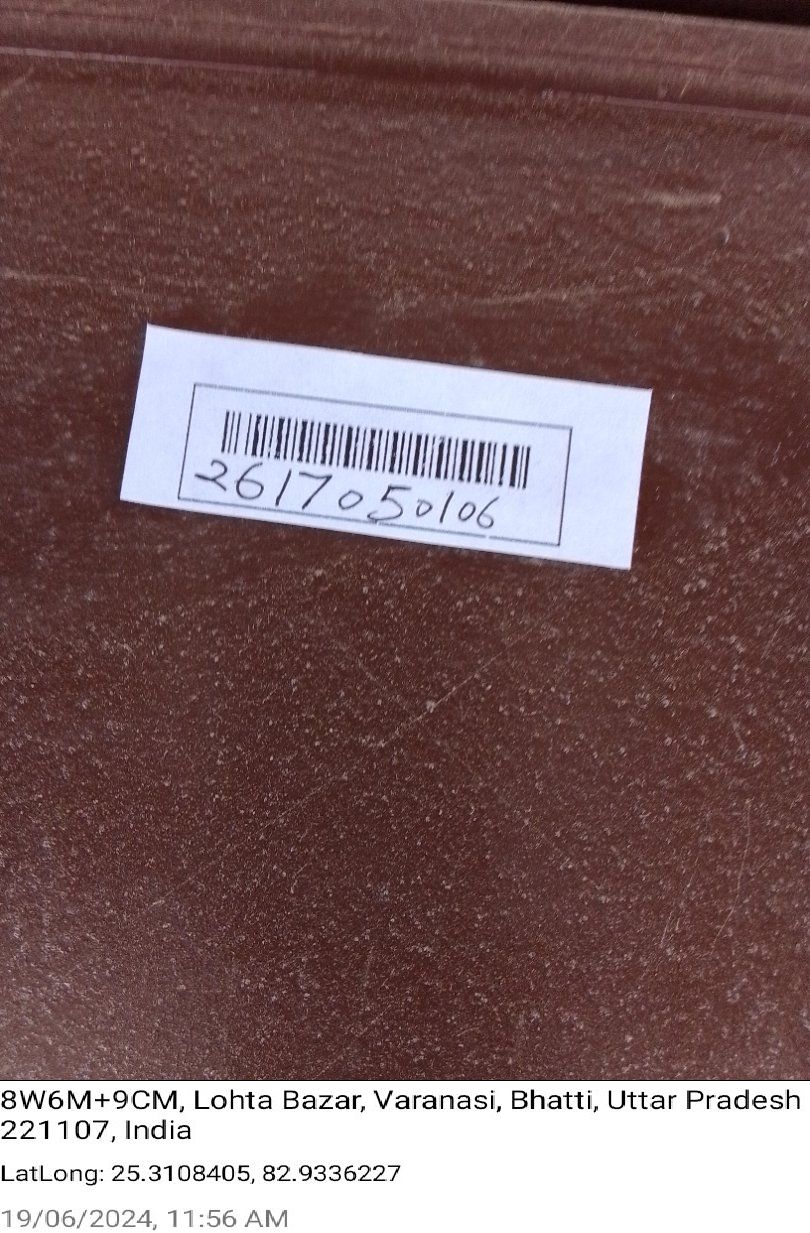 2617050106
8W6M+9CM, Lohta Bazar, Varanasi, Bhatti, Uttar Pradesh
221107, India
LatLong: 25.3108405, 82.9336227
19/06/2024, 11:56 AM